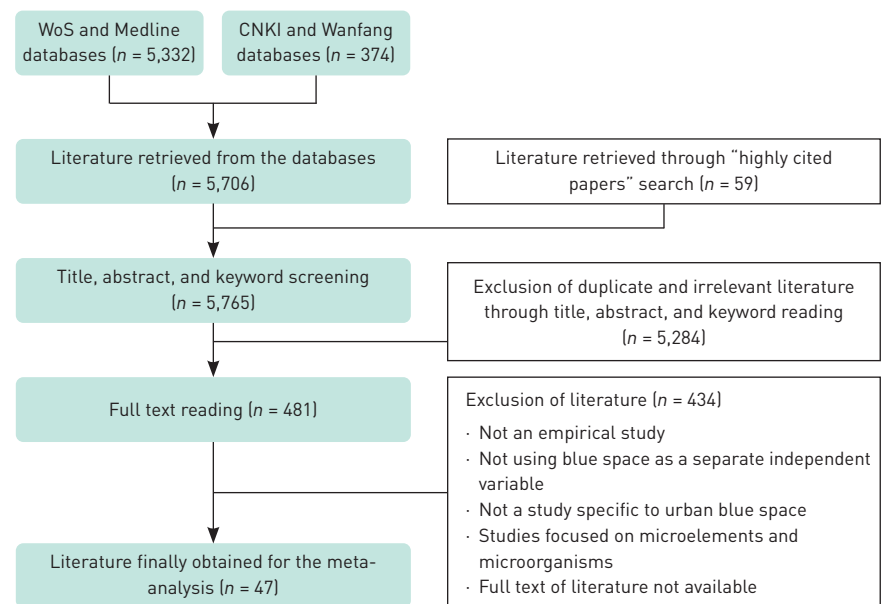 WoS and Medline
databases (n = 5,332)
CNKI and Wanfang
databases (n = 374)
Literature retrieved from the databases
(n = 5,706)
Literature retrieved through "highly cited
papers" search (n = 59)
Title, abstract, and keyword screening
(n = 5,765)
Exclusion of duplicate and irrelevant literature
through title, abstract, and keyword reading
(n = 5,284)
Full text reading (n = 481)
Exclusion of literature (n = 434)
· Not an empirical study
· Not using blue space as a separate independent
variable
· Not a study specific to urban blue space
· Studies focused on microelements and
microorganisms
· Full text of literature not available
Literature finally obtained for the meta-
analysis (n = 47)